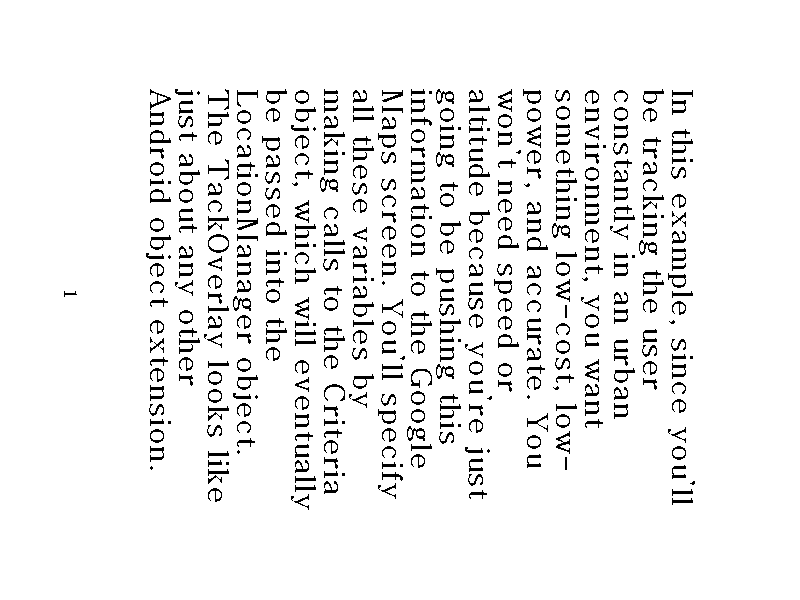 In this example, since you'll
be tracking the user
constantly in an urban
environment, you want
something low-cost, low-
power, and accurate. You
won't need speed or
altitude because you're just
going to be pushing this
information to the Google
Maps screen. You'll specify
all these variables by
making calls to the Criteria
object, which will eventually
be passed into the
LocationManager object.
The TackOverlay looks like
just about any other
Android object extension.
1